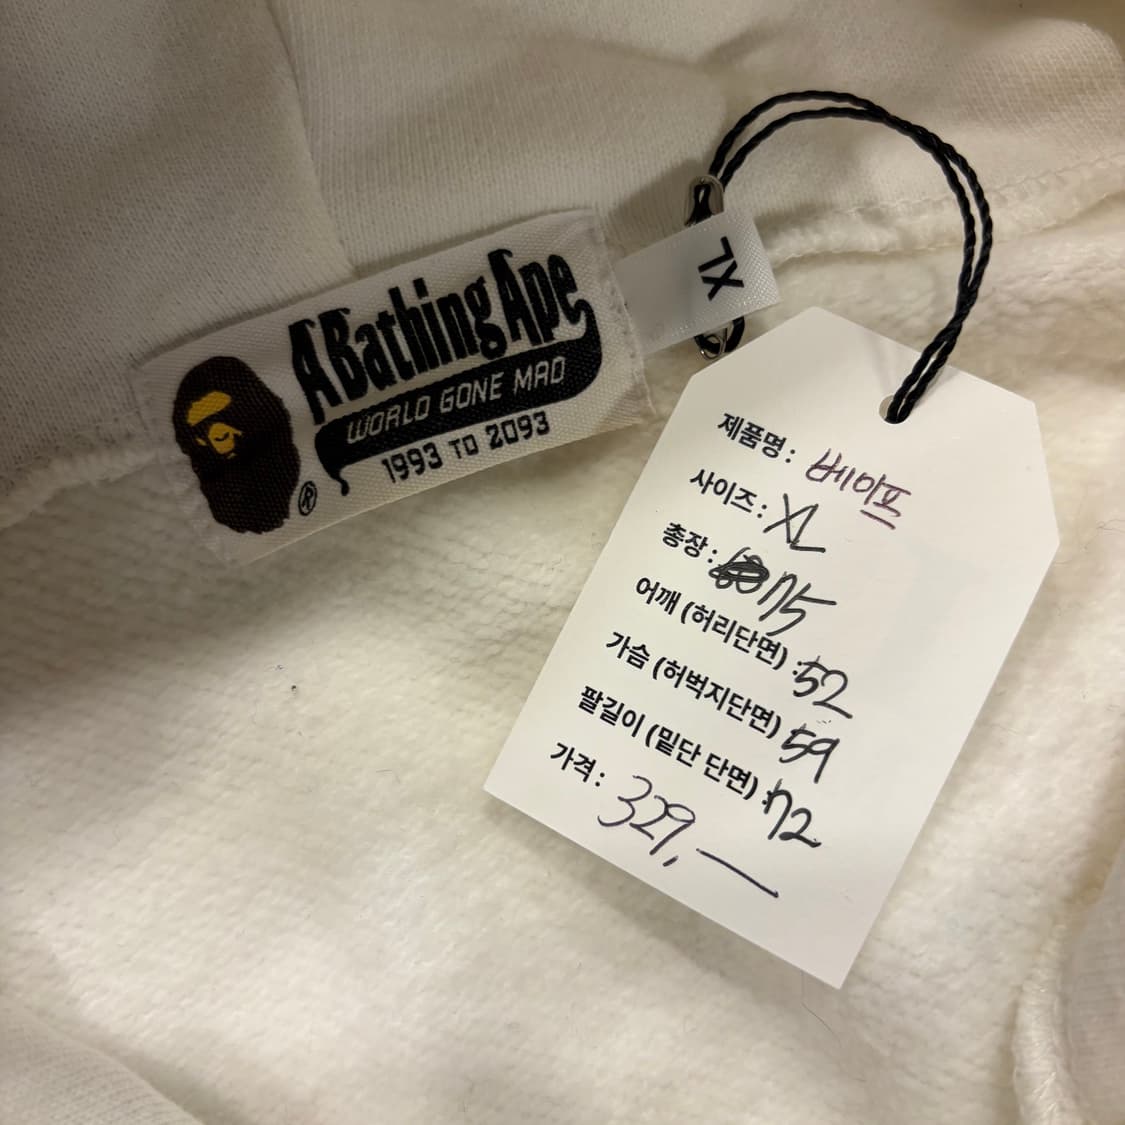 A Bathing Ape
WORLD GONE MAD
1993 TO 2093
®
XL
제품명: 베이프
사이즈: XL
총장: 75
어깨 (허리단면) :52
가슴 (허벅지단면) 59
팔길이 (밑단 단면) :72
가격: 329,—